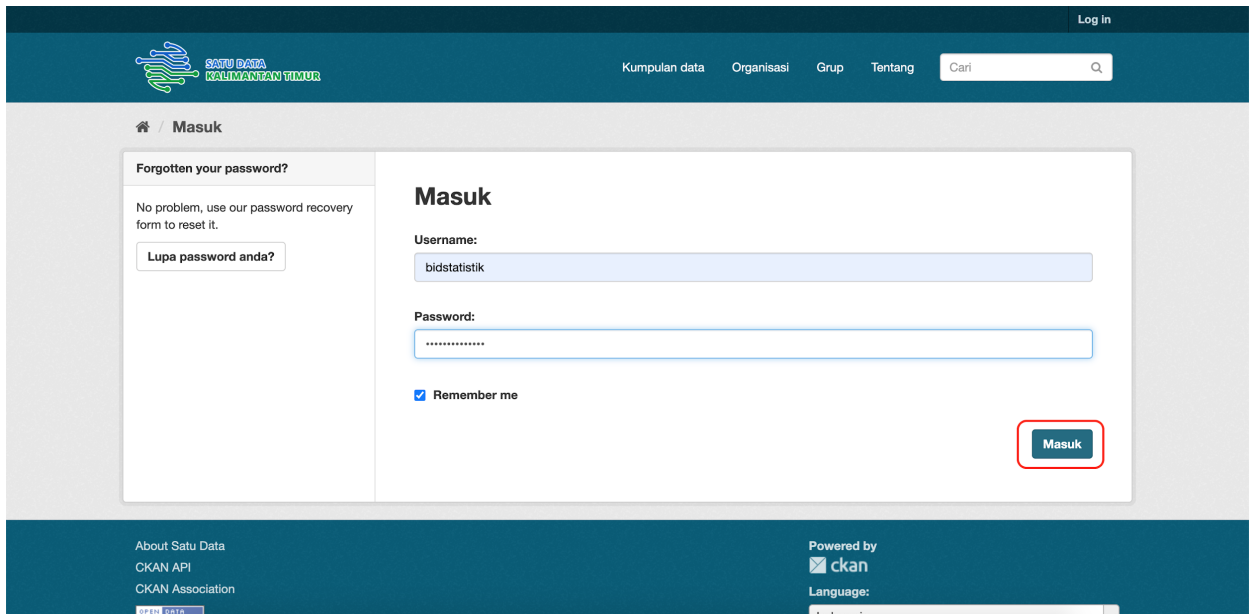 Log in
SATU DATA
KALIMANTAN TIMUR
Kumpulan data Organisasi Grup Tentang Cari
/ Masuk
Forgotten your password?
No problem, use our password recovery
form to reset it.
Lupa password anda?
Masuk
Username:
bidstatistik
Password:
••••••••••••••
Remember me
Masuk
About Satu Data
CKAN API
CKAN Association
OPEN DATA
Powered by
ckan
Language: